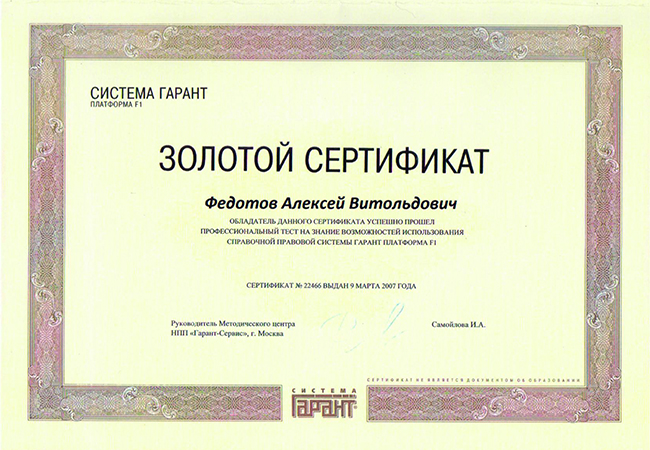 СИСТЕМА ГАРАНТ
ПЛАТФОРМА F1
ЗОЛОТОЙ СЕРТИФИКАТ
Федотов Алексей Витольдович
ОБЛАДАТЕЛЬ ДАННОГО СЕРТИФИКАТА УСПЕШНО ПРОШЕЛ
ПРОФЕССИОНАЛЬНЫЙ ТЕСТ НА ЗНАНИЕ ВОЗМОЖНОСТЕЙ ИСПОЛЬЗОВАНИЯ
СПРАВОЧНОЙ ПРАВОВОЙ СИСТЕМЫ ГАРАНТ ПЛАТФОРМА F1
СЕРТИФИКАТ № 22466 ВЫДАН 9 МАРТА 2007 ГОДА
Руководитель Методического центра
НПП «Гарант-Сервис», г. Москва
Самойлова И.А.
СЕРТИФИКАТ НЕ ЯВЛЯЕТСЯ ДОКУМЕНТОМ ОБ ОБРАЗОВАНИИ
СИСТЕМА
ГАРАНТ